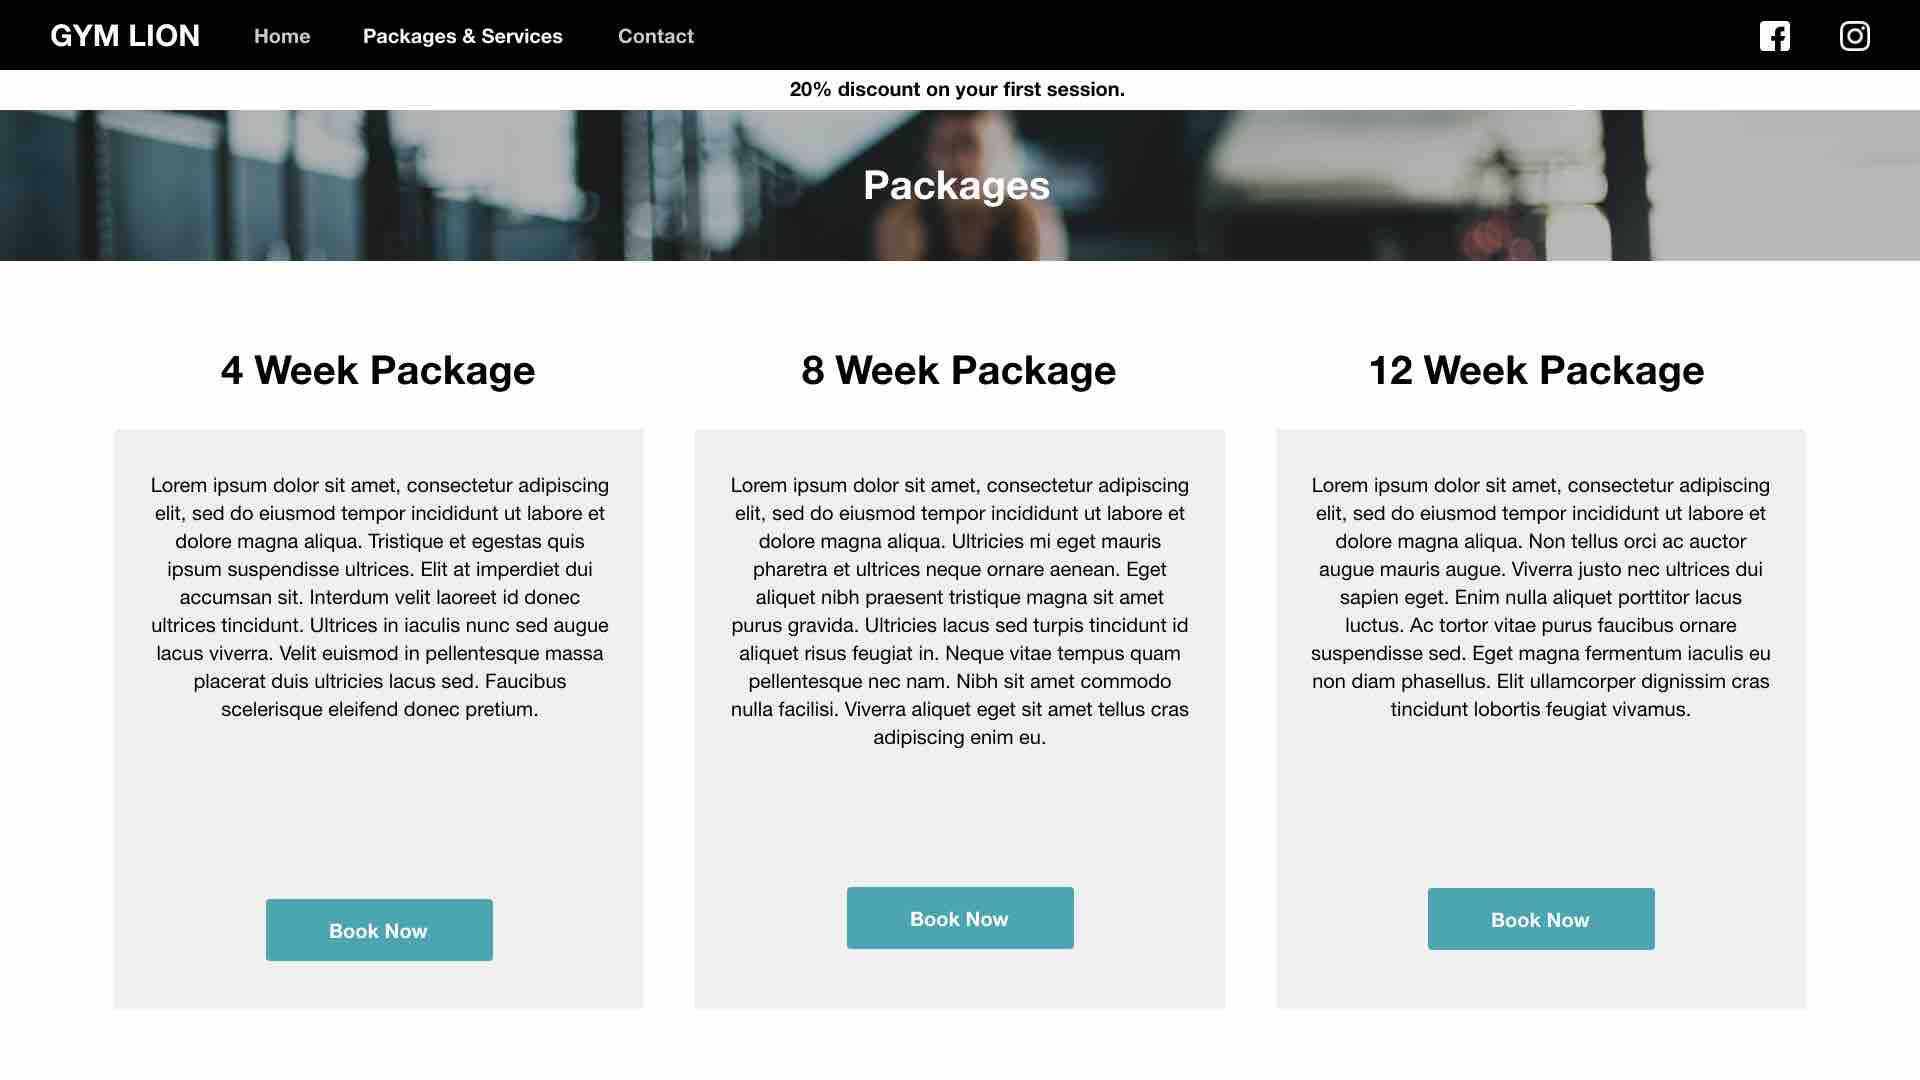 GYM LION
Home
Packages & Services
Contact
20% discount on your first session.
Packages
4 Week Package
Lorem ipsum dolor sit amet, consectetur adipiscing
elit, sed do eiusmod tempor incididunt ut labore et
dolore magna aliqua. Tristique et egestas quis
ipsum suspendisse ultrices. Elit at imperdiet dui
accumsan sit. Interdum velit laoreet id donec
ultrices tincidunt. Ultrices in iaculis nunc sed augue
lacus viverra. Velit euismod in pellentesque massa
placerat duis ultricies lacus sed. Faucibus
scelerisque eleifend donec pretium.
Book Now
8 Week Package
Lorem ipsum dolor sit amet, consectetur adipiscing
elit, sed do eiusmod tempor incididunt ut labore et
dolore magna aliqua. Ultricies mi eget mauris
pharetra et ultrices neque ornare aenean. Eget
aliquet nibh praesent tristique magna sit amet
purus gravida. Ultricies lacus sed turpis tincidunt id
aliquet risus feugiat in. Neque vitae tempus quam
pellentesque nec nam. Nibh sit amet commodo
nulla facilisi. Viverra aliquet eget sit amet tellus cras
adipiscing enim eu.
Book Now
12 Week Package
Lorem ipsum dolor sit amet, consectetur adipiscing
elit, sed do eiusmod tempor incididunt ut labore et
dolore magna aliqua. Non tellus orci ac auctor
augue mauris augue. Viverra justo nec ultrices dui
sapien eget. Enim nulla aliquet porttitor lacus
luctus. Ac tortor vitae purus faucibus ornare
suspendisse sed. Eget magna fermentum iaculis eu
non diam phasellus. Elit ullamcorper dignissim cras
tincidunt lobortis feugiat vivamus.
Book Now